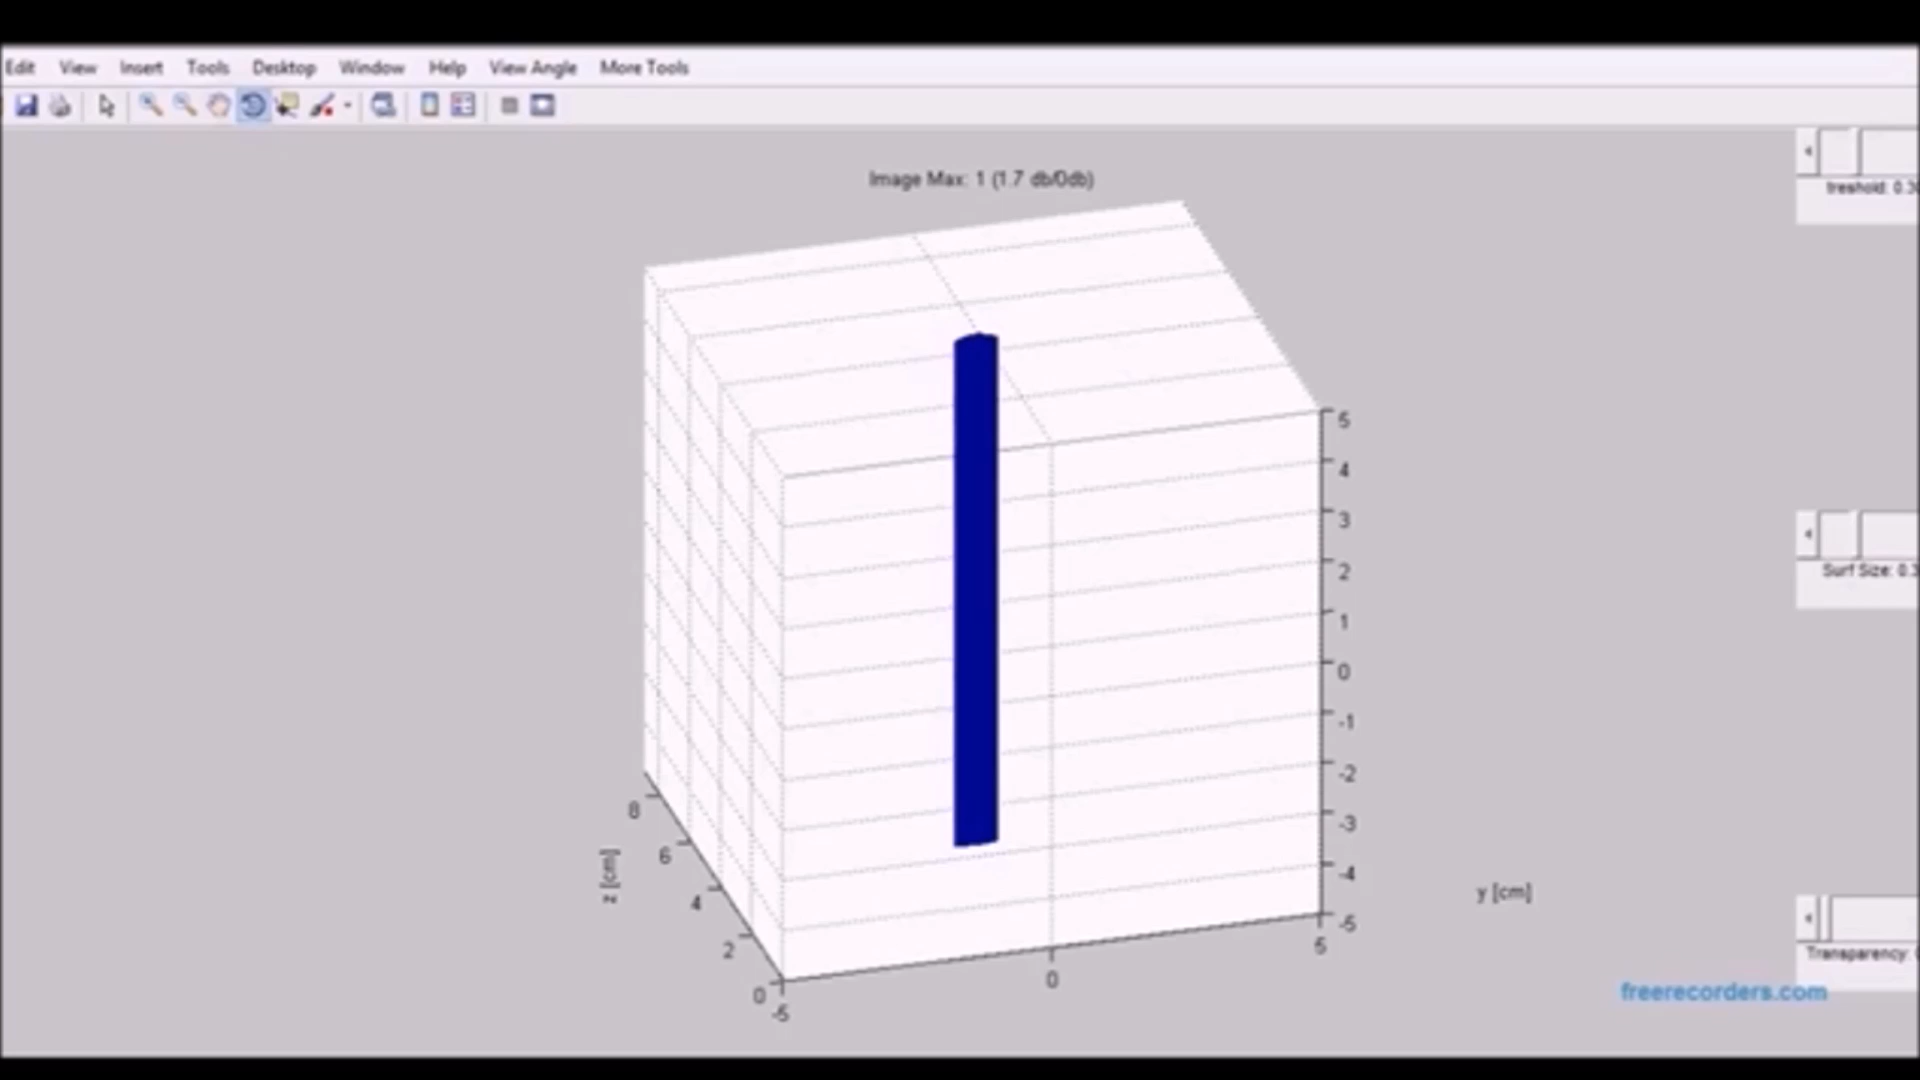 Edit View Insert Tools Desktop Window Help View Angle More Tools
Image Max: 1 (1.7 db/0db)
treshold: 0.3
5
4
3
2
1
0
-1
-2
-3
-4
-5
Surf Size: 0.3
8
6
4
2
0
z [cm]
-5
0
5
y [cm]
Transparency:
freerecorders.com